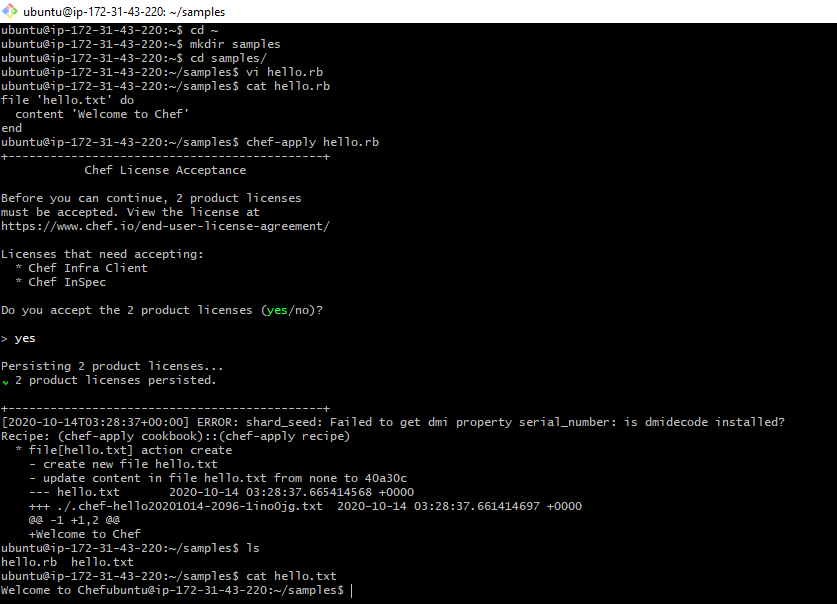 ubuntu@ip-172-31-43-220: ~/samples
ubuntu@ip-172-31-43-220:~$ cd ~
ubuntu@ip-172-31-43-220:~$ mkdir samples
ubuntu@ip-172-31-43-220:~$ cd samples/
ubuntu@ip-172-31-43-220:~/samples$ vi hello.rb
ubuntu@ip-172-31-43-220:~/samples$ cat hello.rb
file 'hello.txt' do
  content 'Welcome to Chef'
end
ubuntu@ip-172-31-43-220:~/samples$ chef-apply hello.rb
+---------------------------------------------+
            Chef License Acceptance
Before you can continue, 2 product licenses
must be accepted. View the license at
https://www.chef.io/end-user-license-agreement/
Licenses that need accepting:
  * Chef Infra Client
  * Chef InSpec
Do you accept the 2 product licenses (yes/no)?
> yes
Persisting 2 product licenses...
✔ 2 product licenses persisted.
+---------------------------------------------+
[2020-10-14T03:28:37+00:00] ERROR: shard_seed: Failed to get dmi property serial_number: is dmidecode installed?
Recipe: (chef-apply cookbook)::(chef-apply recipe)
  * file[hello.txt] action create
    - create new file hello.txt
    - update content in file hello.txt from none to 40a30c
    --- hello.txt       2020-10-14 03:28:37.665414568 +0000
    +++ ./.chef-hello20201014-2096-1ino0jg.txt  2020-10-14 03:28:37.661414697 +0000
    @@ -1 +1,2 @@
    +Welcome to Chef
ubuntu@ip-172-31-43-220:~/samples$ ls
hello.rb  hello.txt
ubuntu@ip-172-31-43-220:~/samples$ cat hello.txt
Welcome to Chefubuntu@ip-172-31-43-220:~/samples$